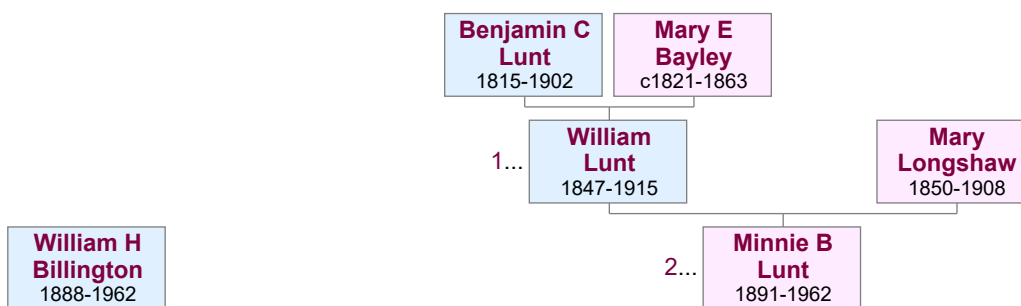 Benjamin C
Lunt
1815-1902
Mary E
Bayley
c1821-1863
1...
William
Lunt
1847-1915
Mary
Longshaw
1850-1908
William H
Billington
1888-1962
2...
Minnie B
Lunt
1891-1962